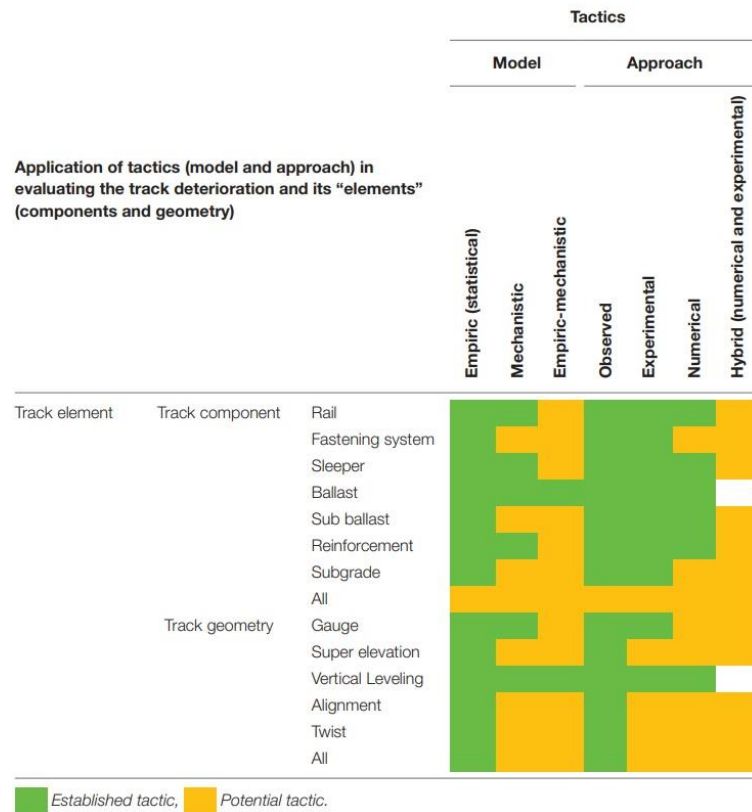 Tactics
Model Approach
Application of tactics (model and approach) in
evaluating the track deterioration and its “elements”
(components and geometry)
Empiric (statistical)
Mechanistic
Empiric-mechanistic
Observed
Experimental
Numerical
Hybrid (numerical and experimental)
Track element Track component Rail
Fastening system
Sleeper
Ballast
Sub ballast
Reinforcement
Subgrade
All
Track geometry Gauge
Super elevation
Vertical Leveling
Alignment
Twist
All
Established tactic, Potential tactic.